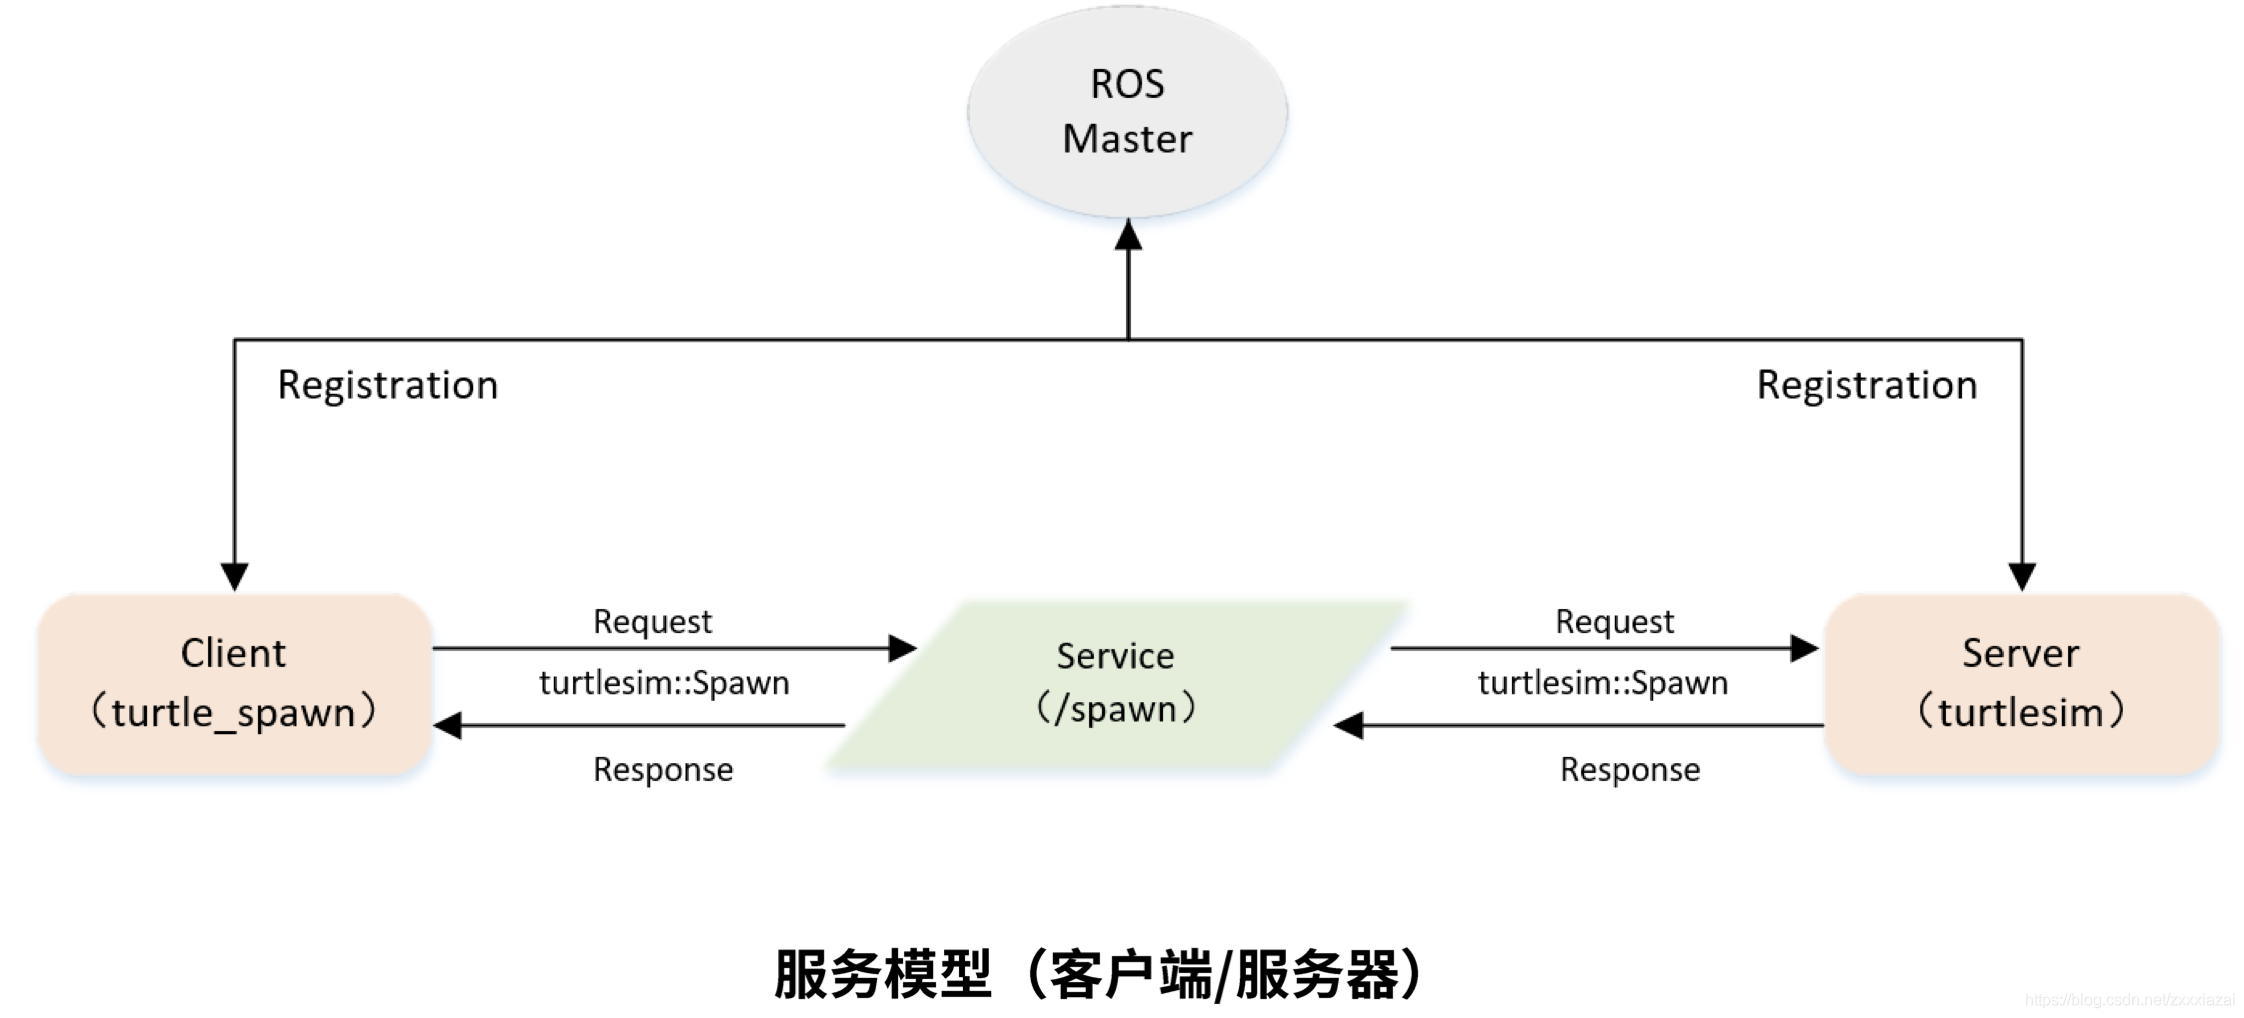 ROS
Master
Registration
Registration
Client
（turtle_spawn）
Request
turtlesim::Spawn
Response
Service
（/spawn）
Request
turtlesim::Spawn
Response
Server
（turtlesim）
服务模型（客户端/服务器）
https://blog.csdn.net/zxxxiazai